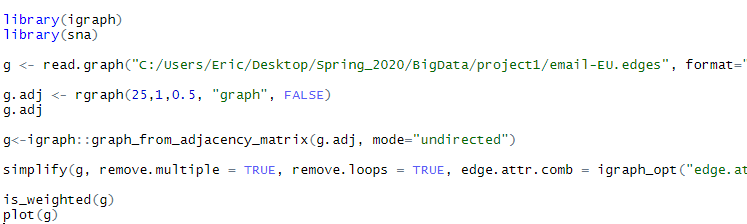 library(igraph)
library(sna)
g <- read.graph("C:/Users/Eric/Desktop/Spring_2020/BigData/project1/email-EU.edges", format="
g.adj <- rgraph(25,1,0.5, "graph", FALSE)
g.adj
g<-igraph::graph_from_adjacency_matrix(g.adj, mode="undirected")
simplify(g, remove.multiple = TRUE, remove.loops = TRUE, edge.attr.comb = igraph_opt("edge.at
is_weighted(g)
plot(g)